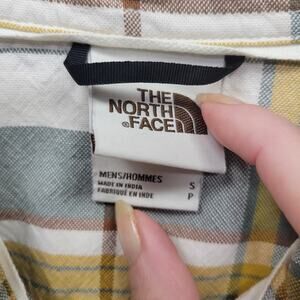 THE
NORTH
®FACE
MENS/HOMMES
MADE IN INDIA S
FABRIQUÉ EN INDE P